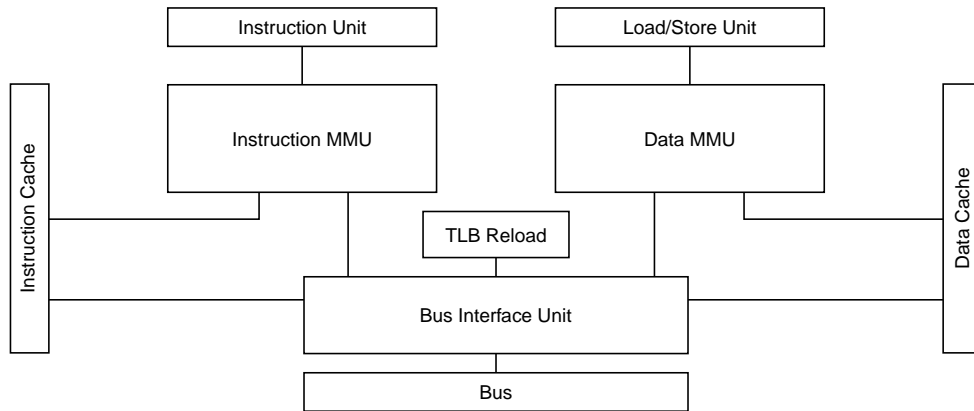 Instruction Unit
Load/Store Unit
Instruction Cache
Instruction MMU
Data MMU
Data Cache
TLB Reload
Bus Interface Unit
Bus